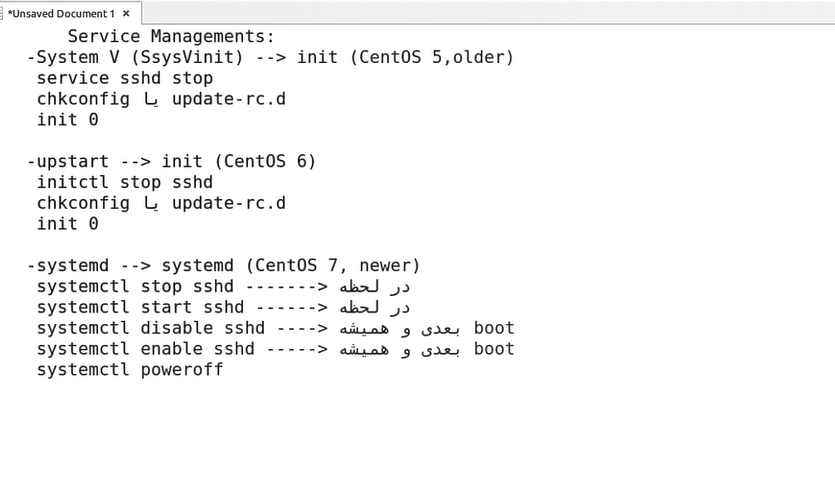 *Unsaved Document 1 ×
Service Managements:
-System V (SsysVinit) --> init (CentOS 5,older)
service sshd stop
chkconfig یا update-rc.d
init 0
-upstart --> init (CentOS 6)
initctl stop sshd
chkconfig یا update-rc.d
init 0
-systemd --> systemd (CentOS 7, newer)
systemctl stop sshd -------> در لحظه
systemctl start sshd ------> در لحظه
systemctl disable sshd ----> بعدی و همیشه boot
systemctl enable sshd -----> بعدی و همیشه boot
systemctl poweroff